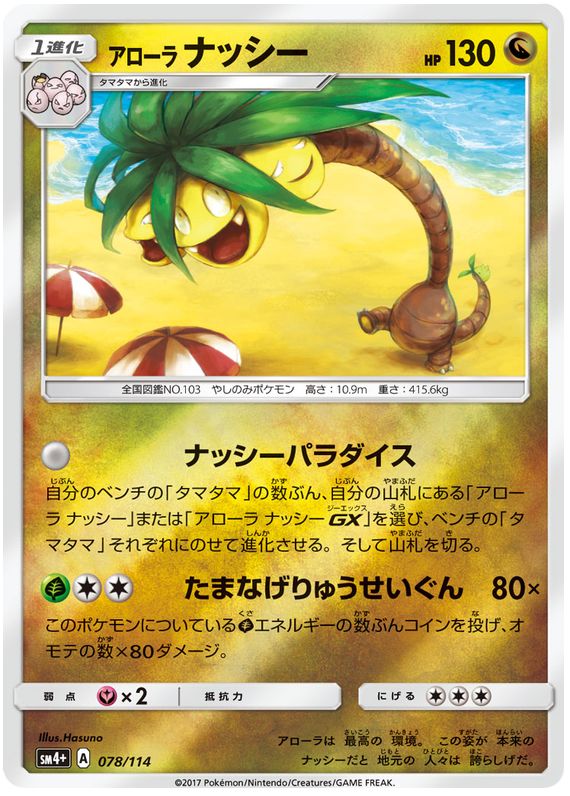 1進化
アローラ ナッシー
HP 130
タマタマから進化
全国図鑑NO.103 やしのみポケモン 高さ：10.9m 重さ：415.6kg
ナッシーパラダイス
自分のベンチの「タマタマ」の数ぶん、自分の山札にある「アロー
ラ ナッシー」または「アローラ ナッシーGX」を選び、ベンチの「タ
マタマ」それぞれにのせて進化させる。そして山札を切る。
たまなげりゅうせいぐん 80×
このポケモンについているエネルギーの数ぶんコインを投げ、オ
モテの数×80ダメージ。
弱点 ×2 抵抗力 にげる
Illus.Hasuno
SM4+ A 078/114
アローラは 最高の 環境。 この姿が 本来の
ナッシーだと 地元の 人々は 誇らしげだ。
©2017 Pokémon/Nintendo/Creatures/GAME FREAK.